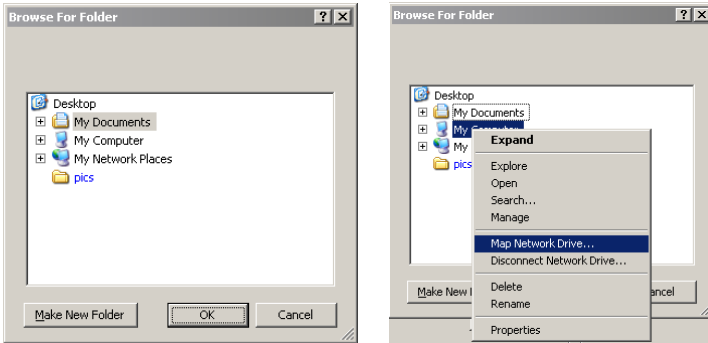 Browse For Folder
Desktop
My Documents
My Computer
My Network Places
pics
Make New Folder
OK
Cancel
Browse For Folder
Desktop
My Documents
My Computer
My
pics
Expand
Explore
Open
Search...
Manage
Map Network Drive...
Disconnect Network Drive...
Delete
Rename
Properties
Make New
ancel